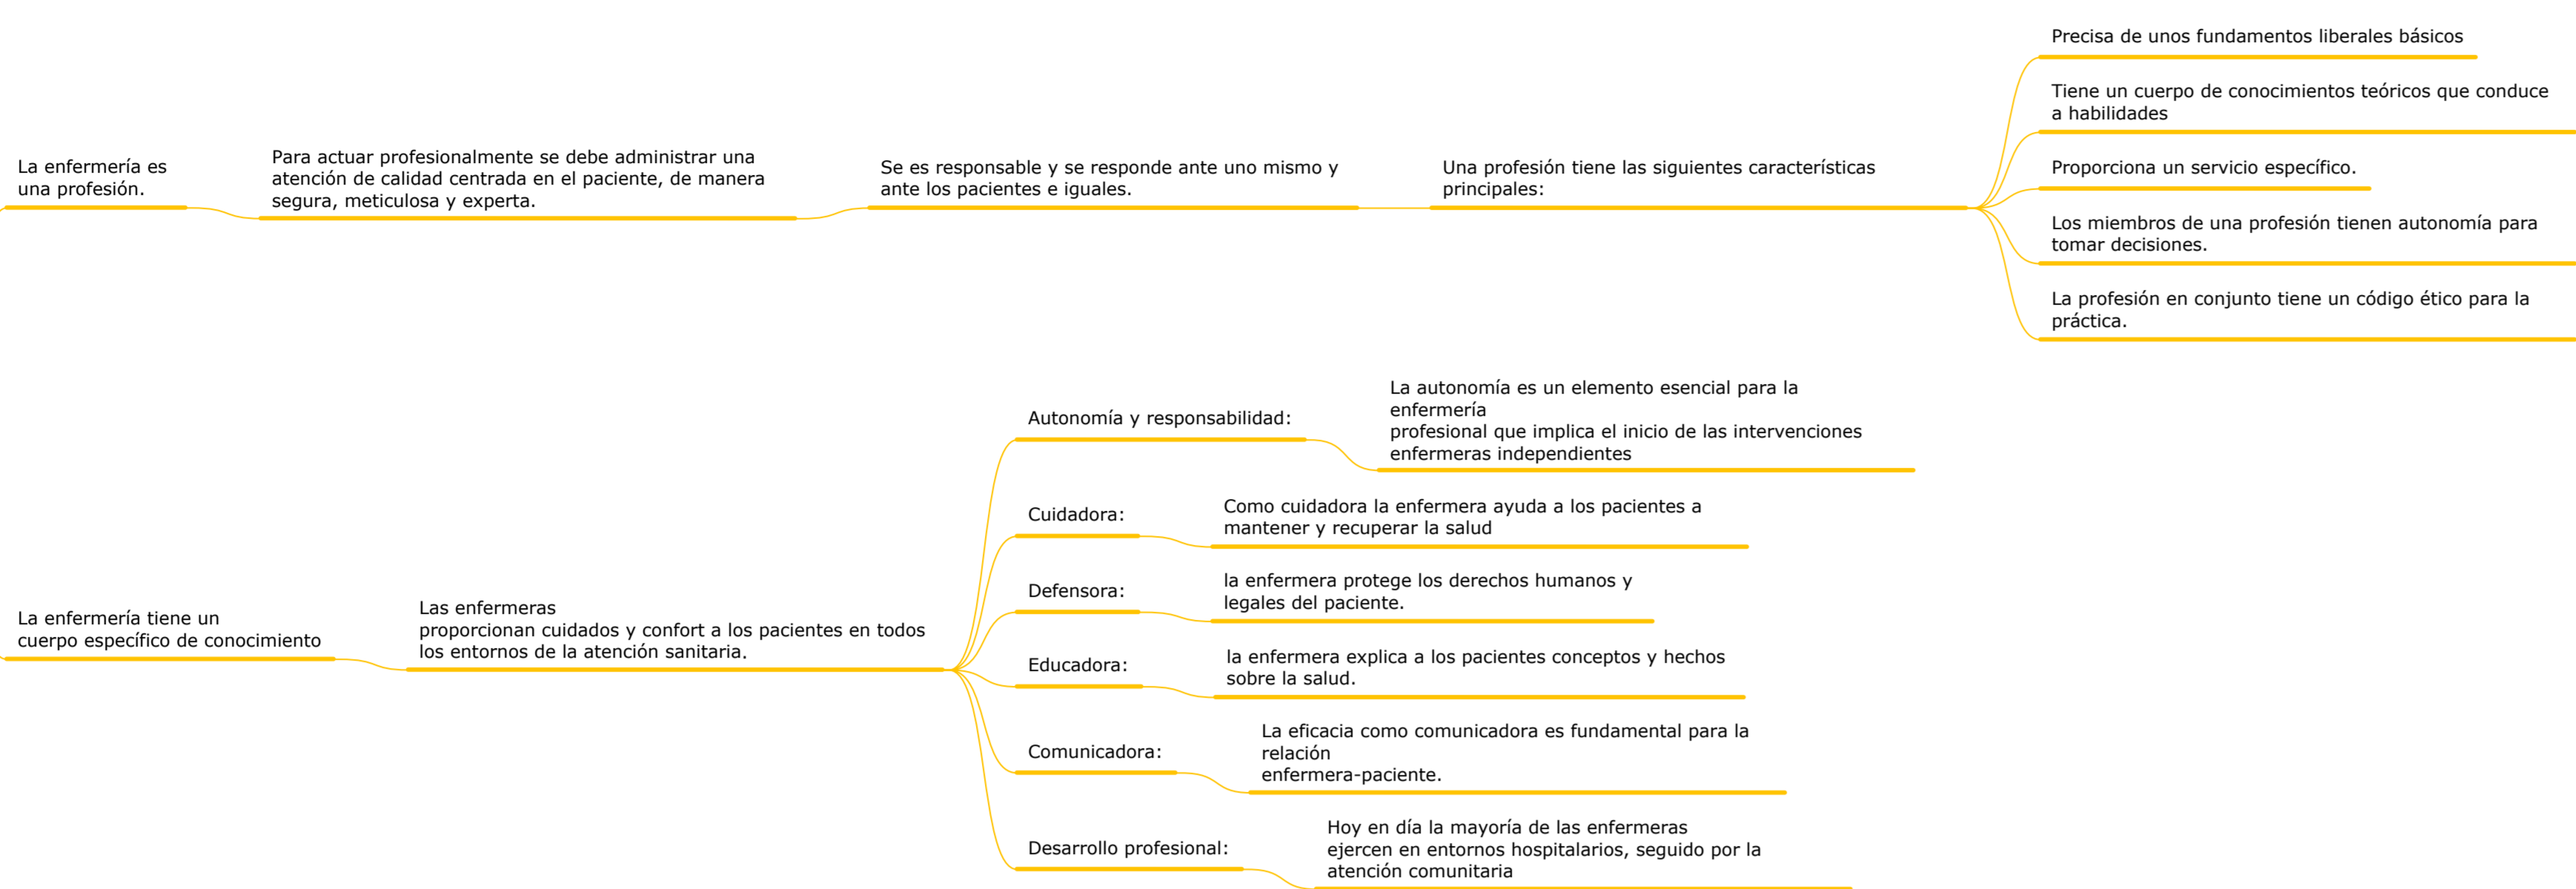 La enfermería es
una profesión.
Para actuar profesionalmente se debe administrar una
atención de calidad centrada en el paciente, de manera
segura, meticulosa y experta.
Se es responsable y se responde ante uno mismo y
ante los pacientes e iguales.
Una profesión tiene las siguientes características
principales:
Precisa de unos fundamentos liberales básicos
Tiene un cuerpo de conocimientos teóricos que conduce
a habilidades
Proporciona un servicio específico.
Los miembros de una profesión tienen autonomía para
tomar decisiones.
La profesión en conjunto tiene un código ético para la
práctica.
La enfermería tiene un
cuerpo específico de conocimiento
Las enfermeras
proporcionan cuidados y confort a los pacientes en todos
los entornos de la atención sanitaria.
Autonomía y responsabilidad:
La autonomía es un elemento esencial para la
enfermería
profesional que implica el inicio de las intervenciones
enfermeras independientes
Cuidadora:
Como cuidadora la enfermera ayuda a los pacientes a
mantener y recuperar la salud
Defensora:
la enfermera protege los derechos humanos y
legales del paciente.
Educadora:
la enfermera explica a los pacientes conceptos y hechos
sobre la salud.
Comunicadora:
La eficacia como comunicadora es fundamental para la
relación
enfermera-paciente.
Desarrollo profesional:
Hoy en día la mayoría de las enfermeras
ejercen en entornos hospitalarios, seguido por la
atención comunitaria